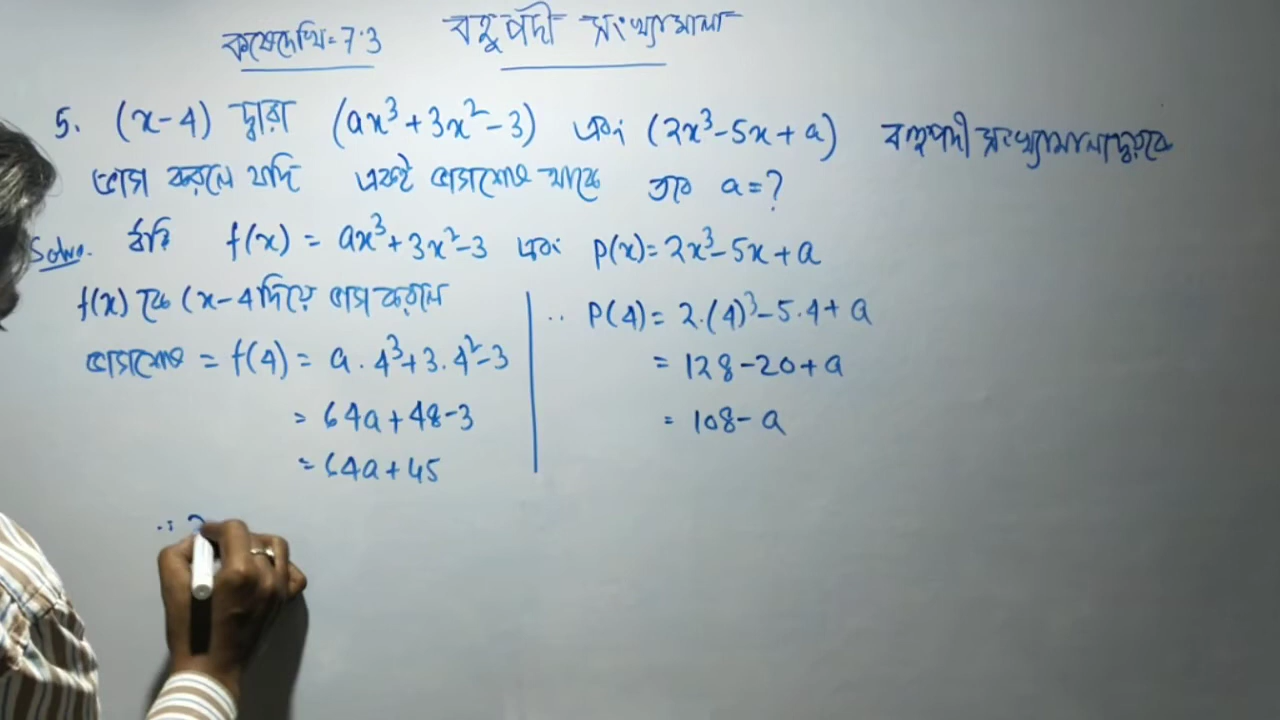 কষেদেখি - 7.3 বহুপদী সংখ্যামালা
5. (x-4) দ্বারা (ax³+3x²-3) এবং (2x³-5x+a) বহুপদী সংখ্যামালাদ্বয়কে
ভাগ করলে যদি একই ভাগশেষ থাকে তবে a=?
Solve. ধরি f(x) = ax³+3x²-3 এবং P(x)=2x³-5x+a
f(x) কে (x-4 দিয়ে ভাগ করলে
ভাগশেষ = f(4) = a.4³+3.4²-3
= 64a+48-3
= 64a+45
∴ P(4)= 2.(4)³-5.4+a
= 128-20+a
= 108-a
∴